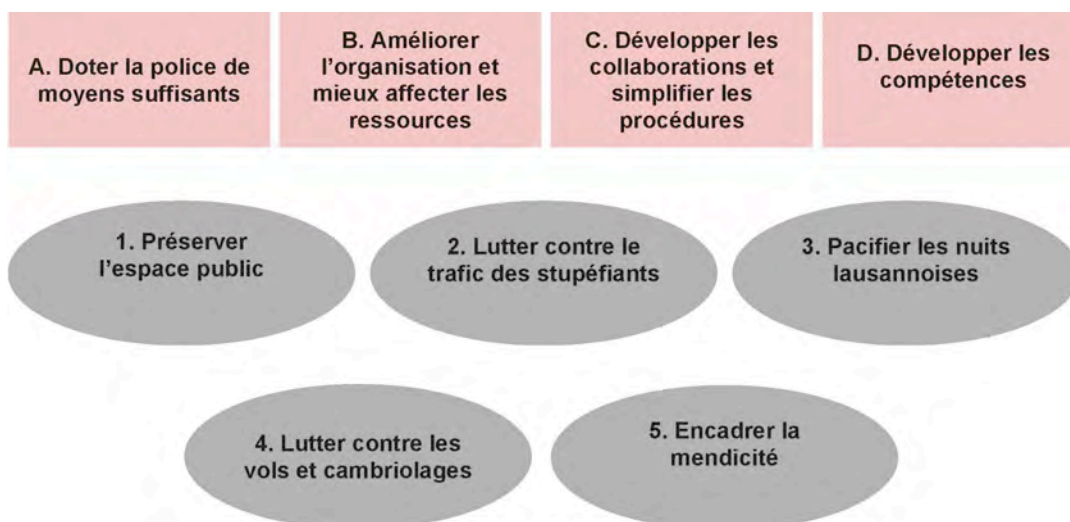 A. Doter la police de
moyens suffisants
B. Améliorer
l'organisation et
mieux affecter les
ressources
C. Développer les
collaborations et
simplifier les
procédures
D. Développer les
compétences
1. Préserver
l'espace public
2. Lutter contre le
trafic des stupéfiants
3. Pacifier les nuits
lausannoises
4. Lutter contre les
vols et cambriolages
5. Encadrer la
mendicité